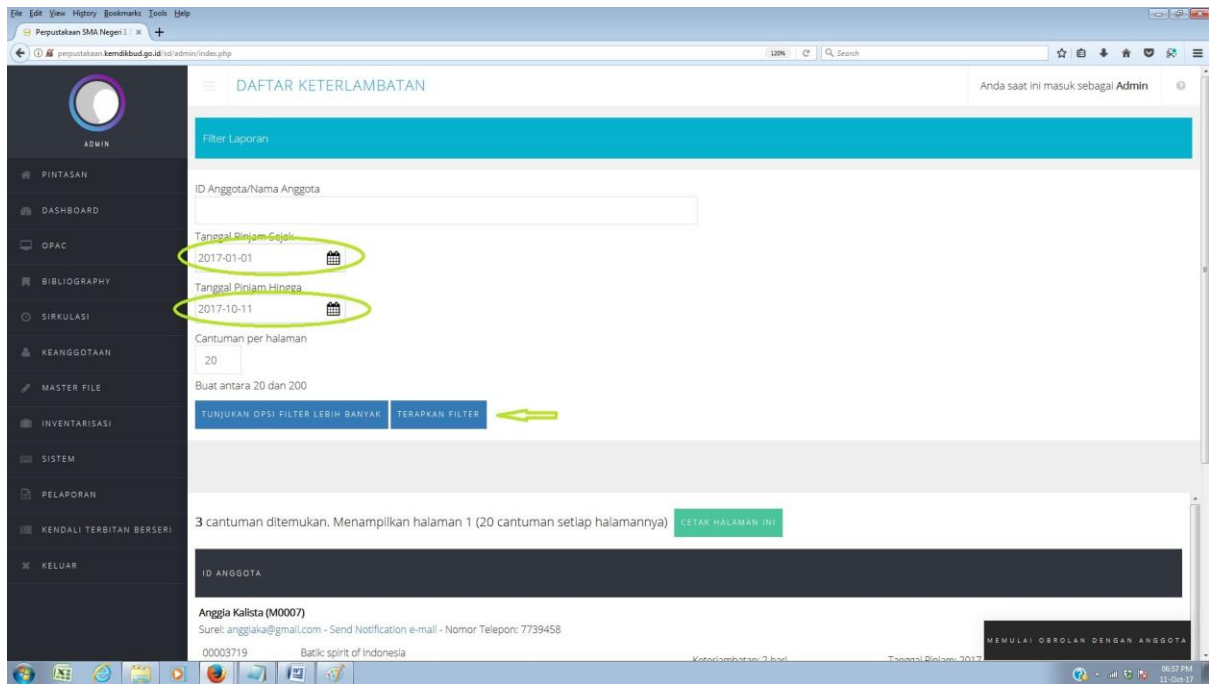 File Edit View History Bookmarks Tools Help
Perpustakaan SMA Negeri 1
perpustakaan.kemdikbud.go.id/sd/admin/index.php 120% Search
DAFTAR KETERLAMBATAN
Anda saat ini masuk sebagai Admin
ADMIN
Filter Laporan
PINTASAN
DASHBOARD
OPAC
BIBLIOGRAPHY
SIRKULASI
KEANGGOTAAN
MASTER FILE
INVENTARISASI
SISTEM
PELAPORAN
KENDALI TERBITAN BERSERI
KELUAR
ID Anggota/Nama Anggota
Tanggal Pinjam Sejak
2017-01-01
Tanggal Pinjam Hingga
2017-10-11
Cantuman per halaman
20
Buat antara 20 dan 200
TUNJUKAN OPSI FILTER LEBIH BANYAK TERAPKAN FILTER
3 cantuman ditemukan. Menampilkan halaman 1 (20 cantuman setiap halamannya) CETAK HALAMAN INI
ID ANGGOTA
Anggia Kalista (M0007)
Surel: anggiaka@gmail.com - Send Notification e-mail - Nomor Telepon: 7739458
00003719 Batik: spirit of Indonesia
Keterlambatan: 2 hari Tanggal Pinjam: 2017
MEMULAI OBROLAN DENGAN ANGGOTA
06:57 PM
11-Oct-17